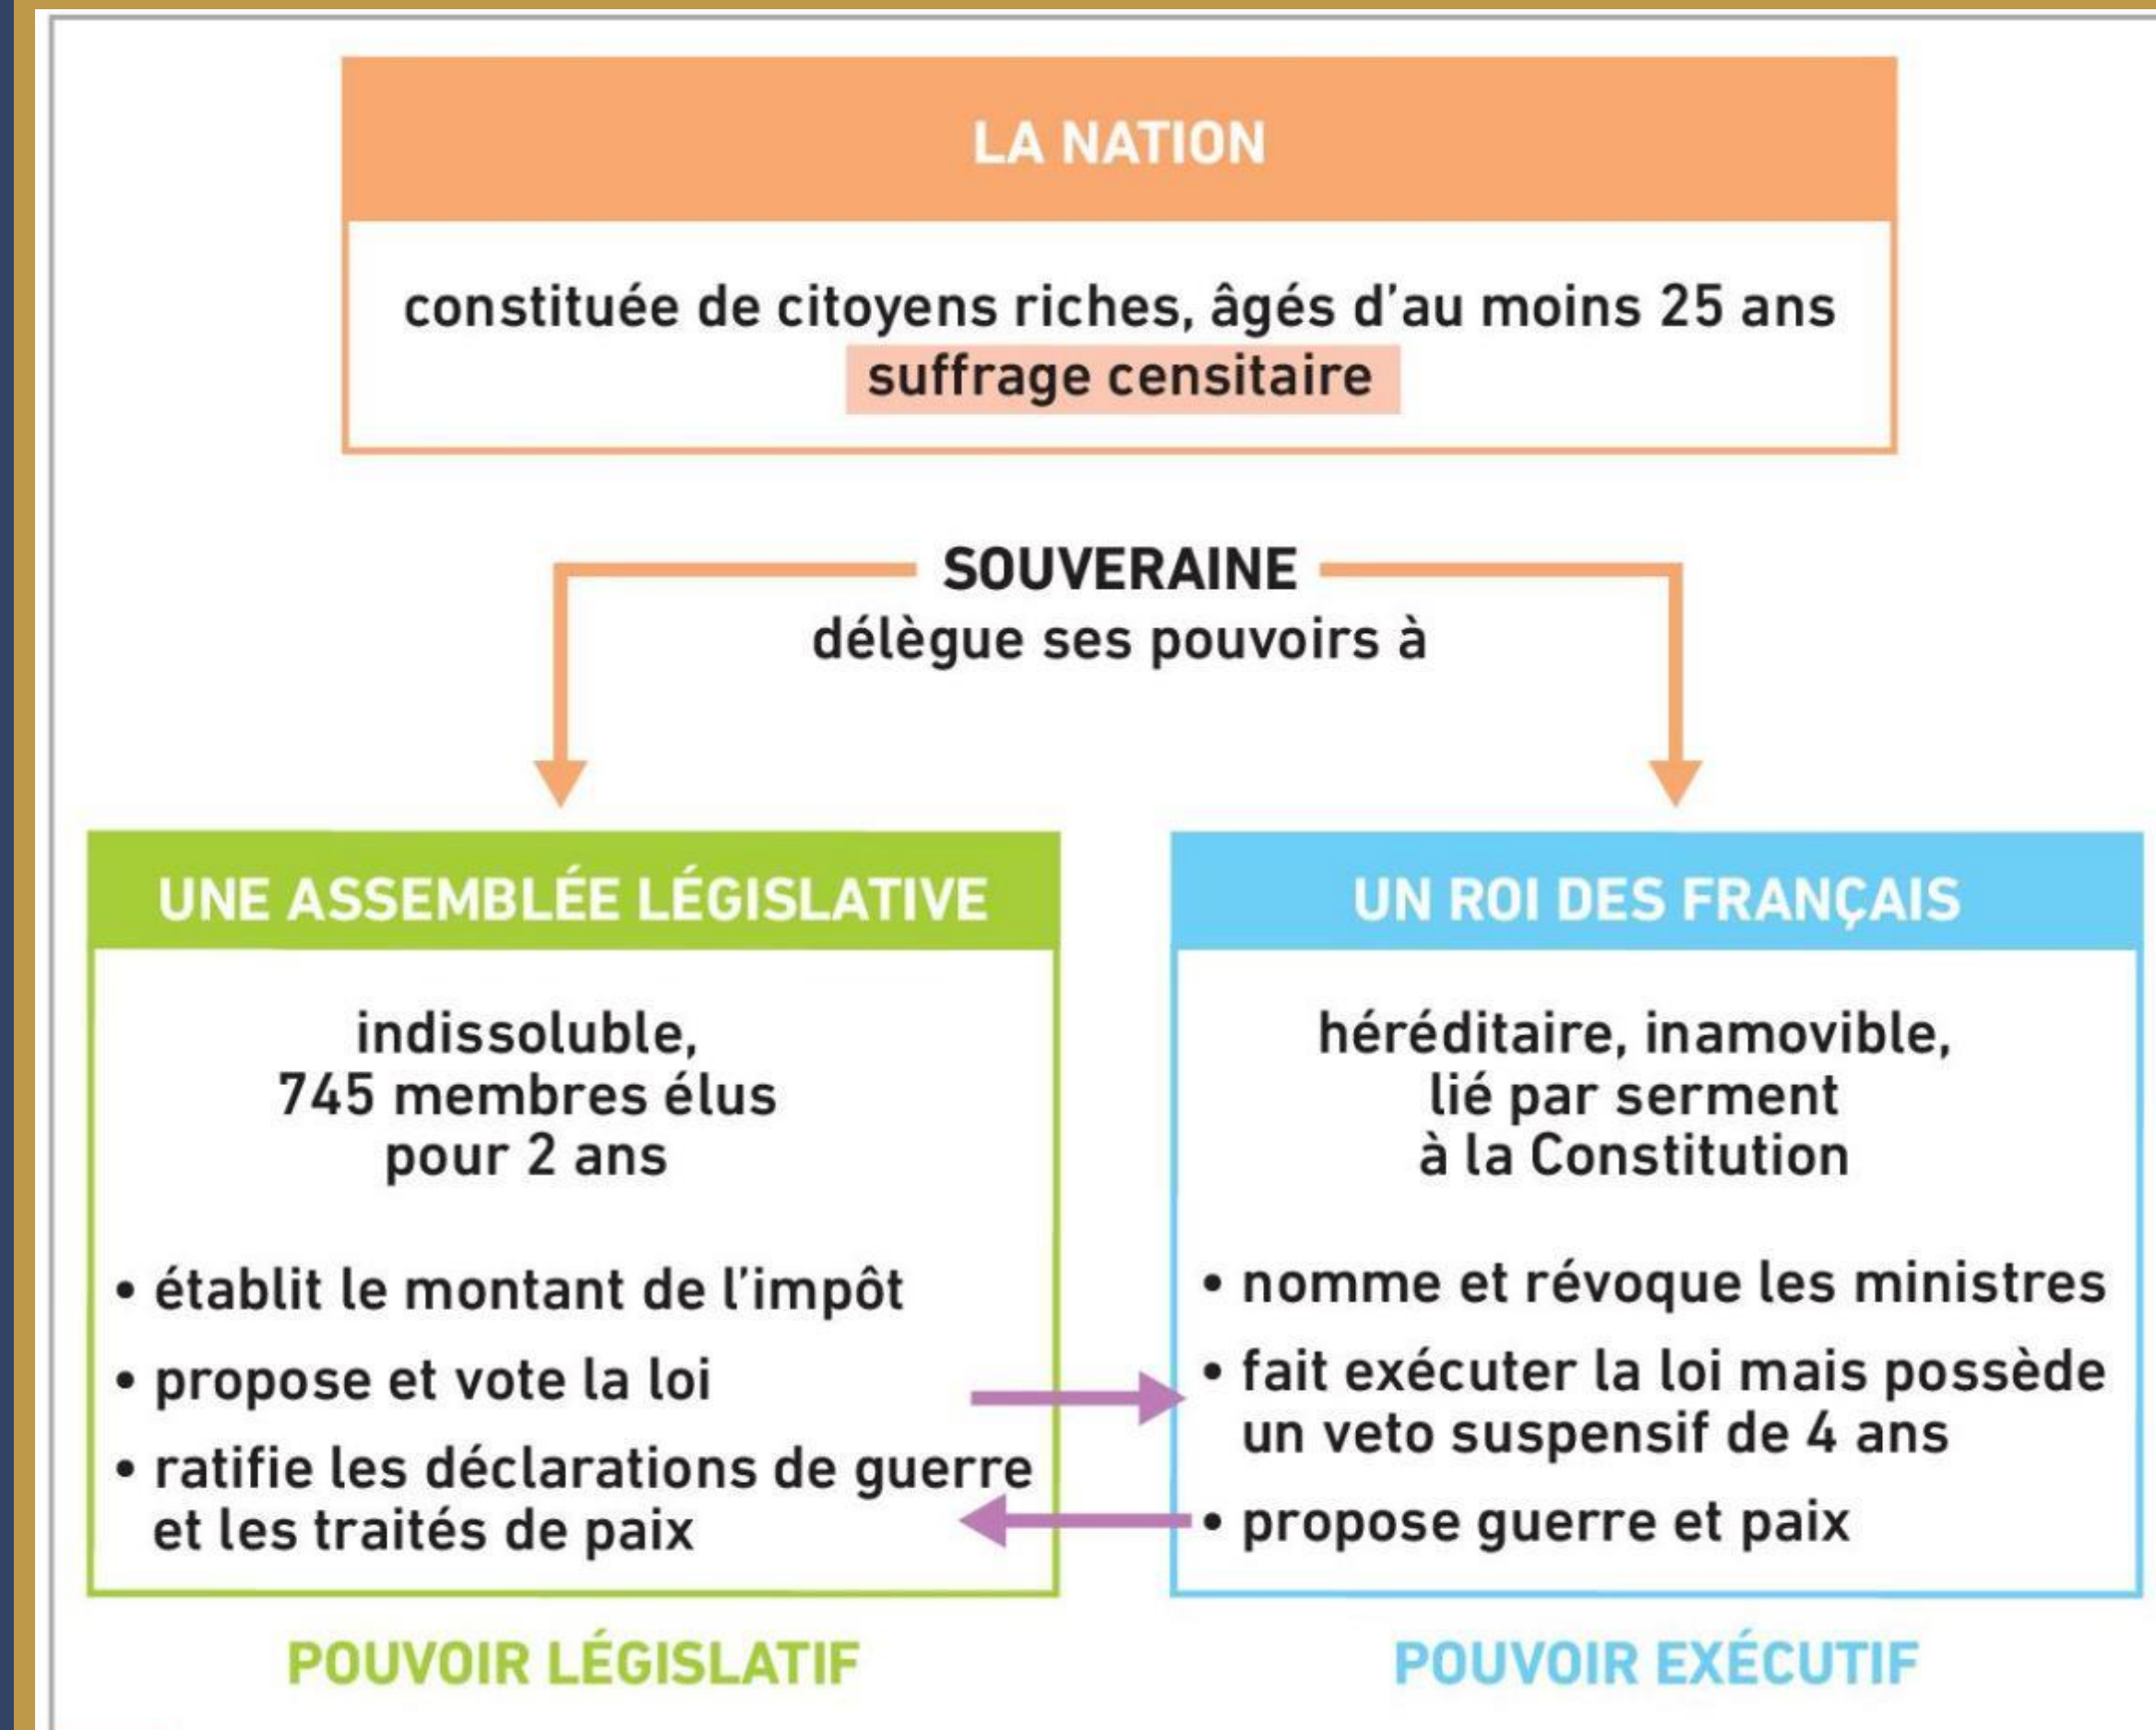 LA NATION
constituée de citoyens riches, âgés d'au moins 25 ans
suffrage censitaire
SOUVERAINE
délègue ses pouvoirs à
UNE ASSEMBLÉE LÉGISLATIVE
indissoluble,
745 membres élus
pour 2 ans
• établit le montant de l'impôt
• propose et vote la loi
• ratifie les déclarations de guerre
et les traités de paix
POUVOIR LÉGISLATIF
UN ROI DES FRANÇAIS
héréditaire, inamovible,
lié par serment
à la Constitution
• nomme et révoque les ministres
• fait exécuter la loi mais possède
un veto suspensif de 4 ans
• propose guerre et paix
POUVOIR EXÉCUTIF